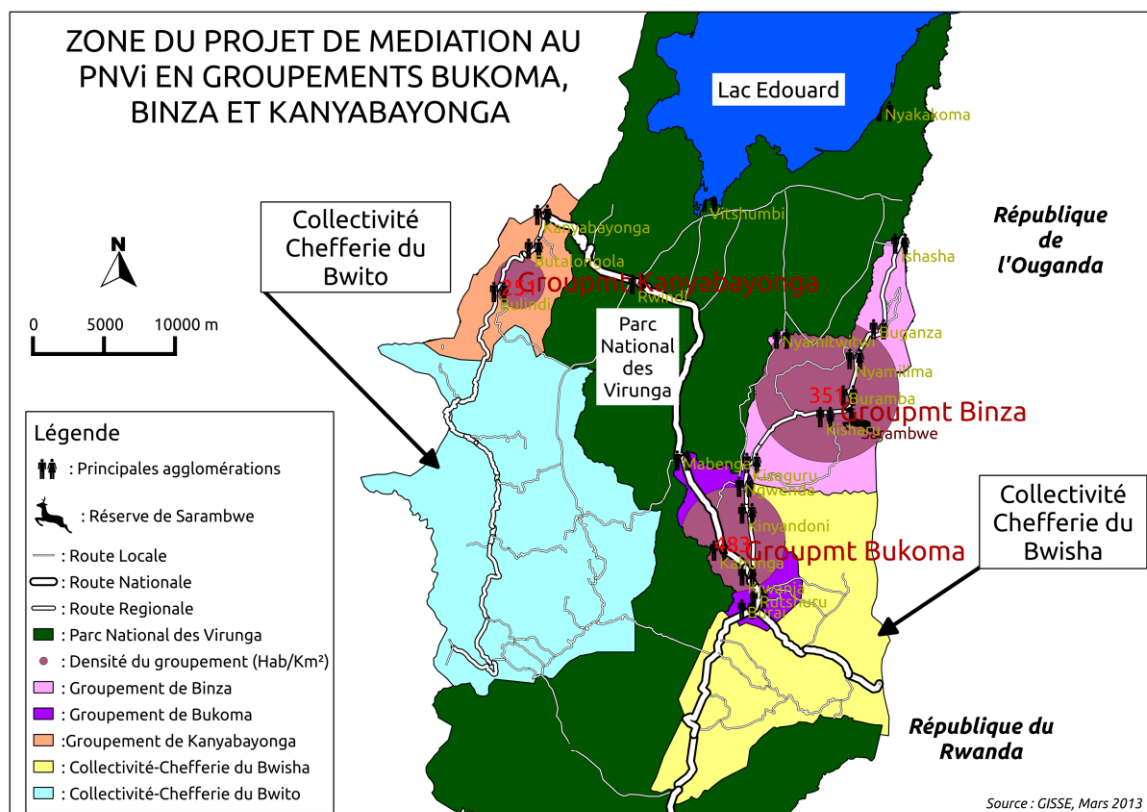 ZONE DU PROJET DE MEDIATION AU
PNVi EN GROUPEMENTS BUKOMA,
BINZA ET KANYABAYONGA
Lac Edouard
Nyakakoma
Collectivité
Chefferie du
Bwito
Vitshumbi
Kanyabayonga
République
de
l'Ouganda
Ishasha
N
Butalongola
Groupmt Kanyabayonga
251
Bulindi
Rwindi
0 5000 10000 m
Parc
National
des
Virunga
Buganza
Nyamitwitwi
Nyamilima
351
Buramba
Groupmt Binza
Kisharu
Sarambwe
Légende
: Principales agglomérations
: Réserve de Sarambwe
: Route Locale
: Route Nationale
: Route Regionale
: Parc National des Virunga
: Densité du groupement (Hab/Km²)
: Groupement de Binza
: Groupement de Bukoma
:Groupement de Kanyabayonga
: Collectivité-Chefferie du Bwisha
: Collectivité-Chefferie du Bwito
Mabenga
Kiseguru
Ngwenda
Kinyandoni
483
Groupmt Bukoma
Kiwanja
Rutshuru
Collectivité
Chefferie du
Bwisha
République du
Rwanda
Source : GISSE, Mars 2013